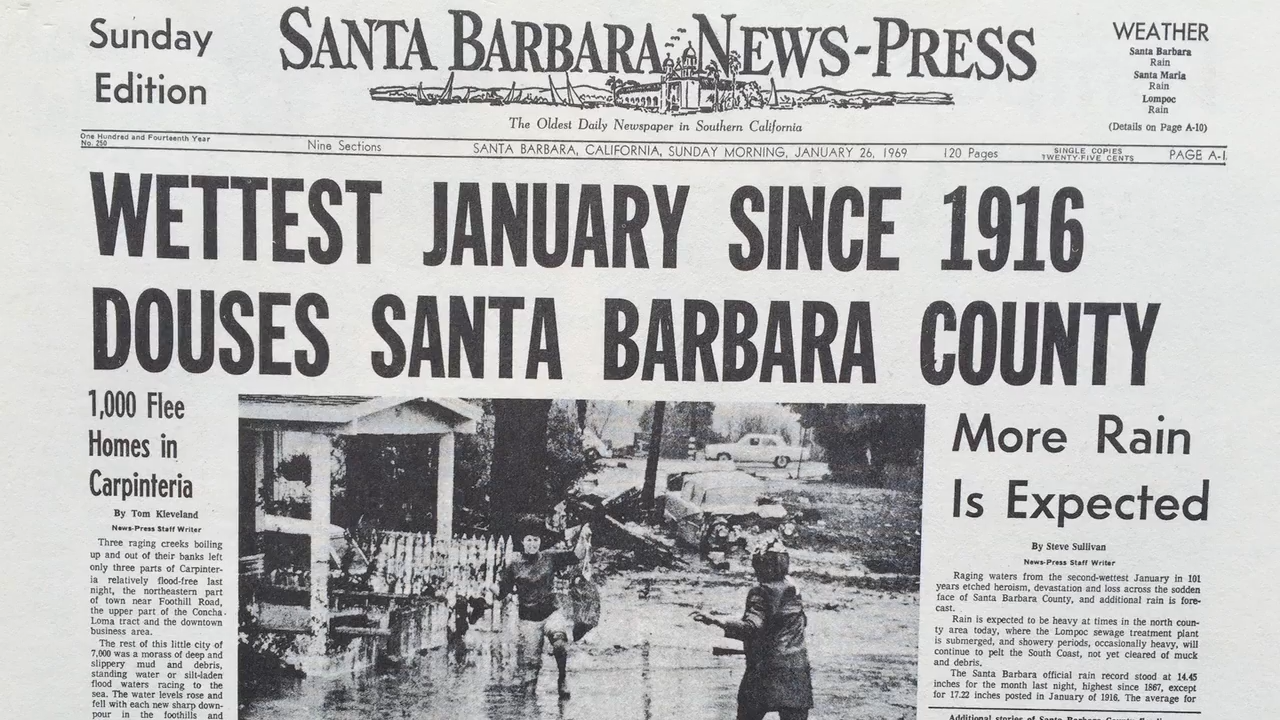 Sunday
Edition
SANTA BARBARA NEWS-PRESS
The Oldest Daily Newspaper in Southern California
WEATHER
Santa Barbara
Rain
Santa Maria
Rain
Lompoc
Rain
(Details on Page A-10)
One Hundred and Fourteenth Year
No. 250
Nine Sections
SANTA BARBARA, CALIFORNIA, SUNDAY MORNING, JANUARY 26, 1969
120 Pages
SINGLE COPIES
TWENTY-FIVE CENTS
PAGE A-1
WETTEST JANUARY SINCE 1916
DOUSES SANTA BARBARA COUNTY
1,000 Flee
Homes in
Carpinteria
By Tom Kleveland
News-Press Staff Writer
Three raging creeks boiling
up and out of their banks left
only three parts of Carpinter-
ia relatively flood-free last
night, the northeastern part
of town near Foothill Road,
the upper part of the Concha
Loma tract and the downtown
business area.
The rest of this little city of
7,000 was a morass of deep and
slippery mud and debris,
standing water or silt-laden
flood waters racing to the
sea. The water levels rose and
fell with each new sharp down-
pour in the foothills and
More Rain
Is Expected
By Steve Sullivan
News-Press Staff Writer
Raging waters from the second-wettest January in 101
years etched heroism, devastation and loss across the sodden
face of Santa Barbara County, and additional rain is fore-
cast.
Rain is expected to be heavy at times in the north coun-
ty area today, where the Lompoc sewage treatment plant
is submerged, and showery periods, occasionally heavy, will
continue to pelt the South Coast, not yet cleared of muck
and debris.
The Santa Barbara official rain record stood at 14.45
inches for the month last night, highest since 1867, except
for 17.22 inches posted in January of 1916. The average for
Additional stories of Santa Barbara County